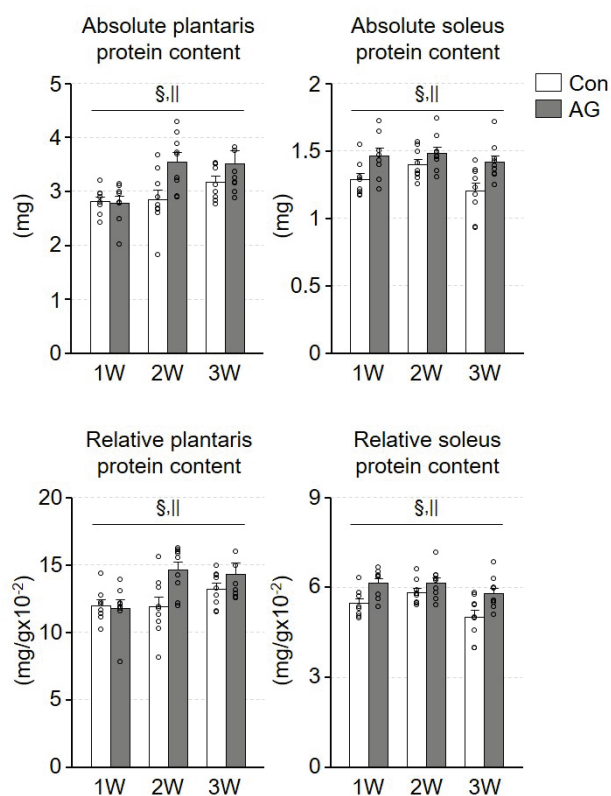 Absolute plantaris
protein content
Absolute soleus
protein content
Con
AG
5
4
3
2
1
0
(mg)
§,||
1W 2W 3W
2
1.5
1
0.5
0
(mg)
§,||
1W 2W 3W
Relative plantaris
protein content
Relative soleus
protein content
20
15
10
5
0
(mg/gx10⁻²)
§,||
1W 2W 3W
9
6
3
0
(mg/gx10⁻²)
§,||
1W 2W 3W